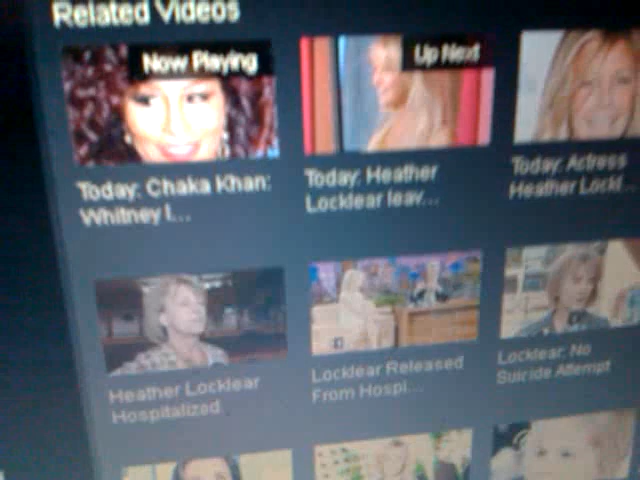 Related Videos
Now Playing
Up Next
Today: Chaka Khan:
Whitney I...
Today: Heather
Locklear leav...
Today: Actress
Heather Lockl...
Heather Locklear
Hospitalized
Locklear Released
From Hospi...
Locklear: No
Suicide Attempt